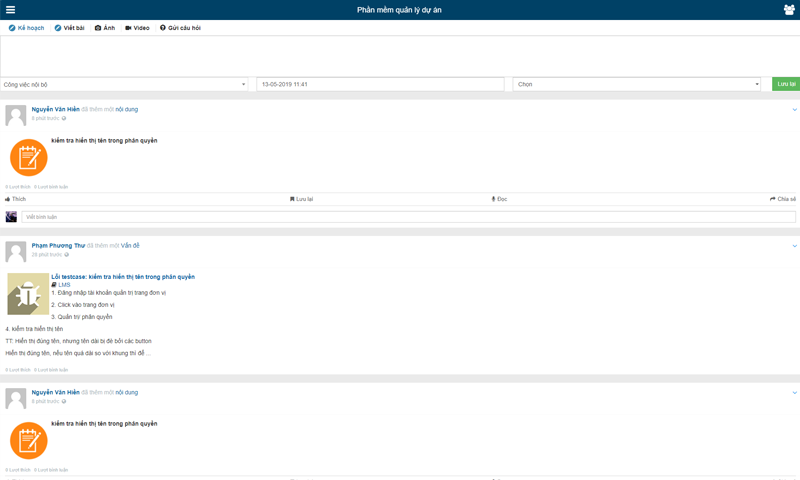 Phần mềm quản lý dự án
Kế hoạch Viết bài Ảnh Video Gửi câu hỏi
Công việc nội bộ 13-05-2019 11:41 Chọn Lưu lại
Nguyễn Văn Hiến đã thêm một nội dung
6 phút trước
kiểm tra hiển thị tên trong phân quyền
0 Lượt thích · 0 Lượt bình luận
Thích Lưu lại Đọc Chia sẻ
Viết bình luận
Phạm Phương Thư đã thêm một Vấn đề
28 phút trước
Lỗi testcase: kiểm tra hiển thị tên trong phân quyền
LMS
1. Đăng nhập tài khoản quản trị trang đơn vị
2. Click vào trang đơn vị
3. Quản trị phân quyền
4. kiểm tra hiển thị tên
TT: Hiển thị đúng tên, nhưng tên dài bị đè bởi các button
Hiển thị đúng tên, nếu tên quá dài so với khung thì để ...
0 Lượt thích · 0 Lượt bình luận
Nguyễn Văn Hiến đã thêm một nội dung
6 phút trước
kiểm tra hiển thị tên trong phân quyền
0 Lượt thích · 0 Lượt bình luận